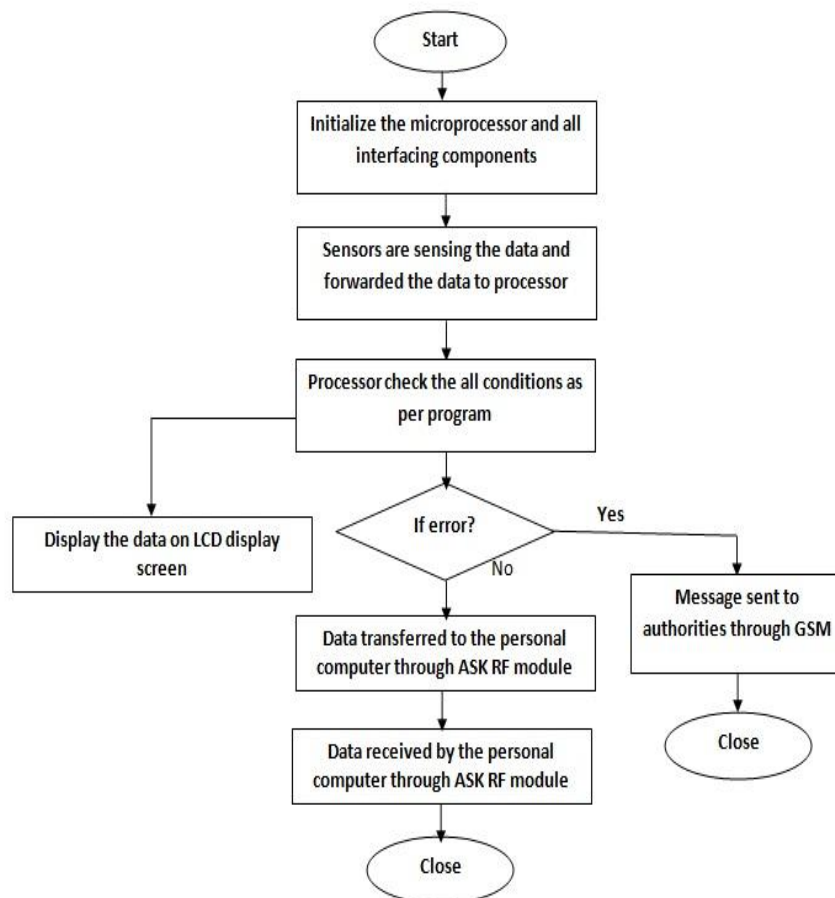 Start
Initialize the microprocessor and all
interfacing components
Sensors are sensing the data and
forwarded the data to processor
Processor check the all conditions as
per program
Display the data on LCD display
screen
If error?
Yes
No
Message sent to
authorities through GSM
Close
Data transferred to the personal
computer through ASK RF module
Data received by the personal
computer through ASK RF module
Close